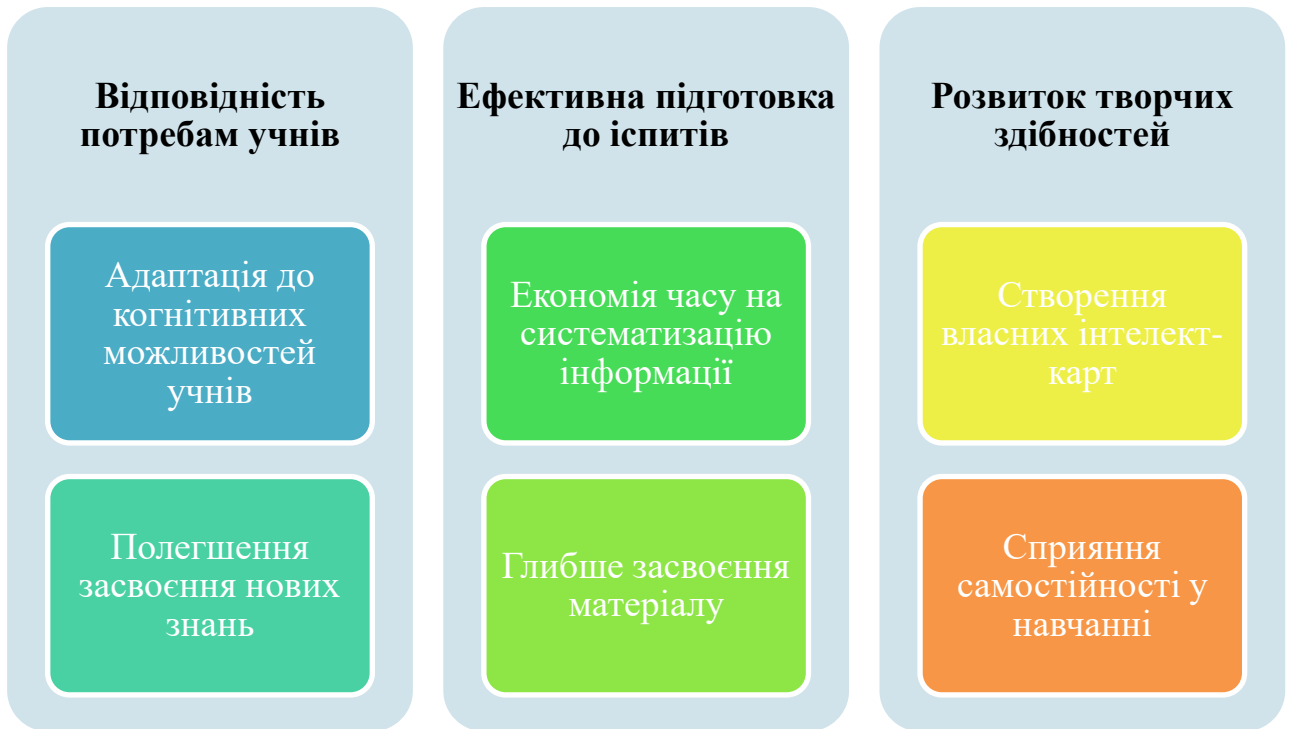 Відповідність
потребам учнів
Адаптація до
когнітивних
можливостей
учнів
Полегшення
засвоєння нових
знань
Ефективна підготовка
до іспитів
Економія часу на
систематизацію
інформації
Глибше засвоєння
матеріалу
Розвиток творчих
здібностей
Створення
власних інтелект-
карт
Сприяння
самостійності у
навчанні